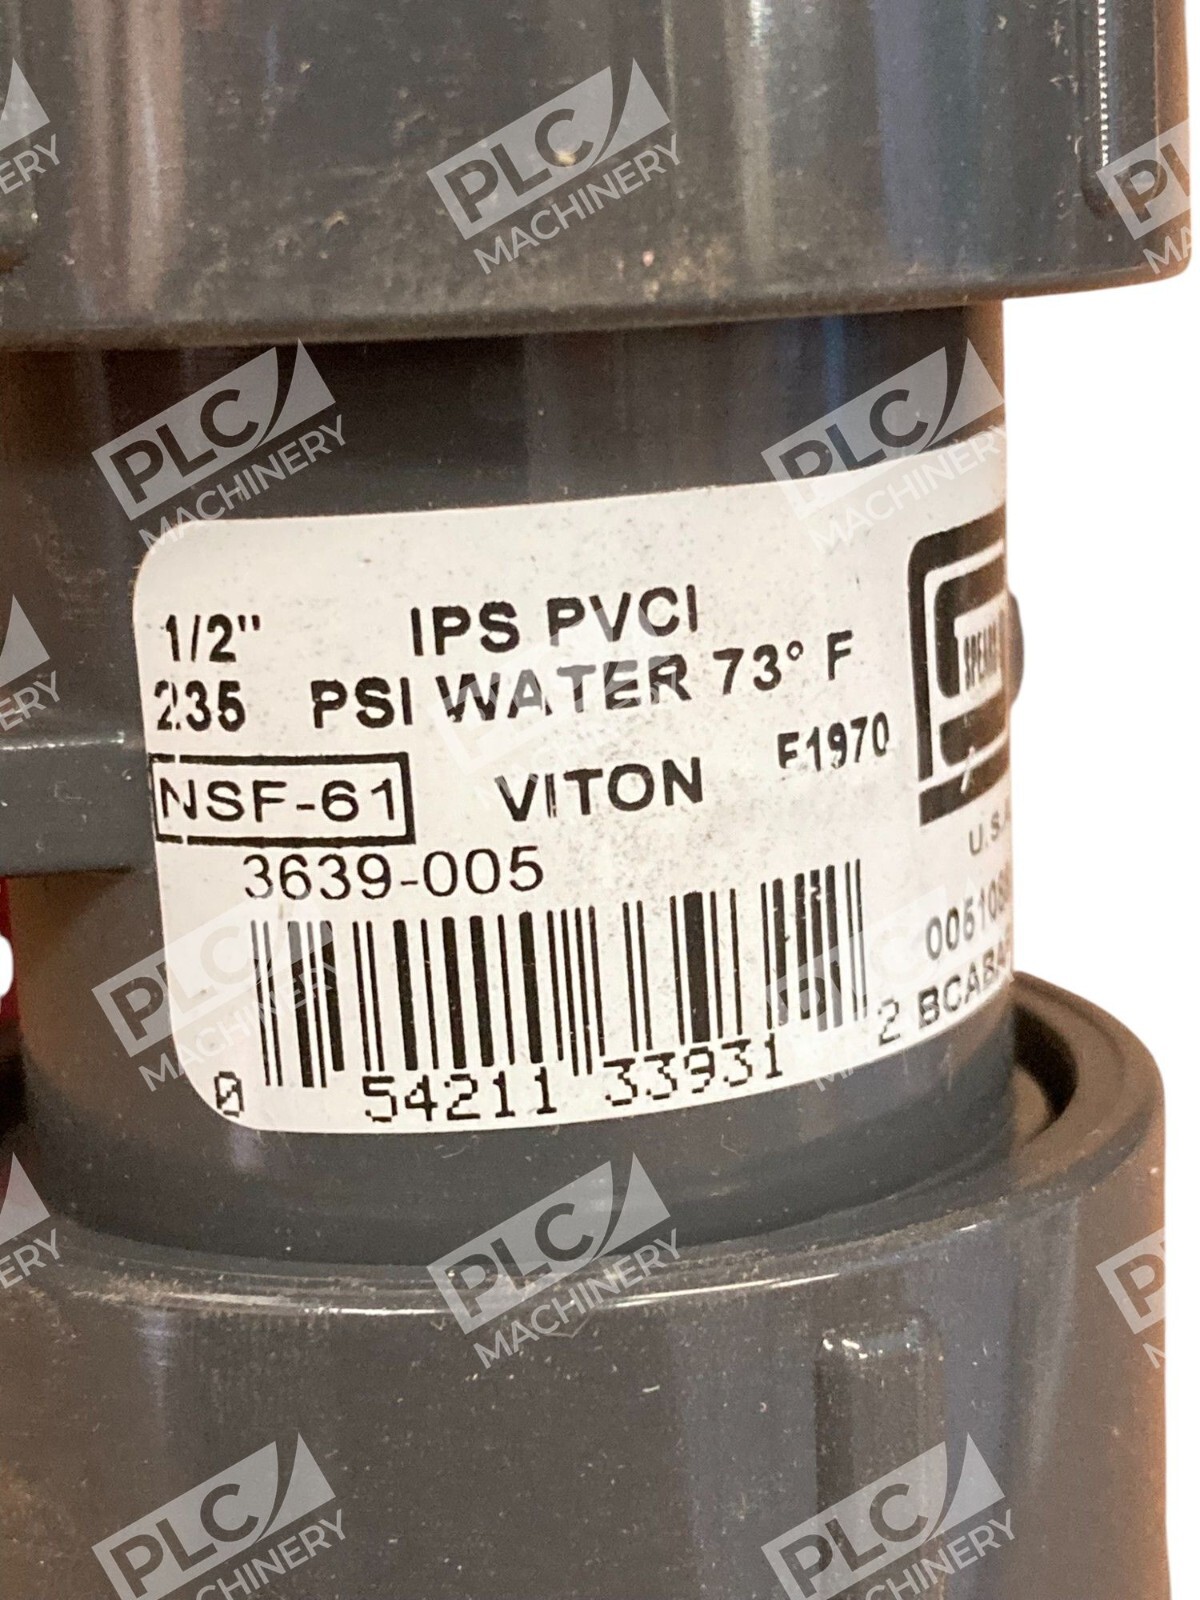 1/2" IPS PVCI
235 PSI WATER 73° F
NSF-61 VITON F1970
3639-005
U.S.
2
0 54211 33931
PLC
MACHINERY